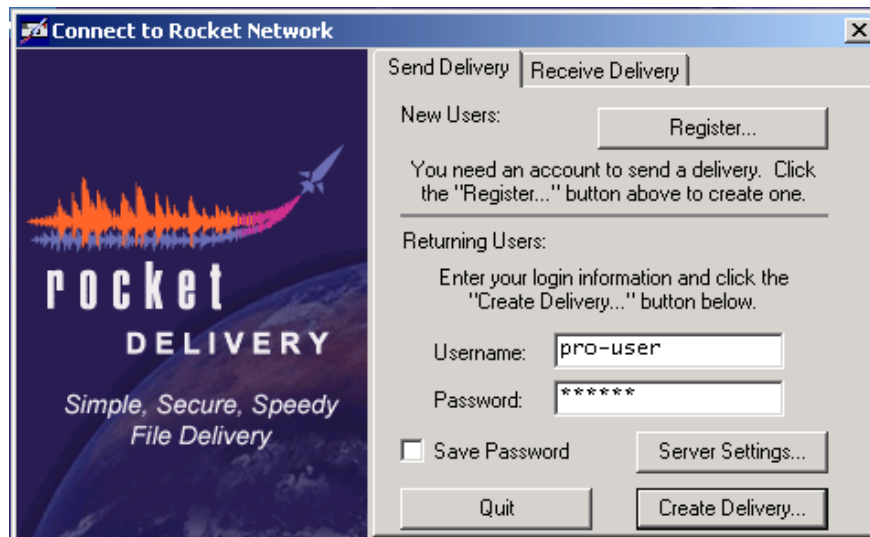 Connect to Rocket Network
Send Delivery
Receive Delivery
New Users:
Register...
You need an account to send a delivery. Click
the "Register..." button above to create one.
Returning Users:
Enter your login information and click the
"Create Delivery..." button below.
rocket
DELIVERY
Simple, Secure, Speedy
File Delivery
Username:
pro-user
Password:
******
Save Password
Server Settings...
Quit
Create Delivery...